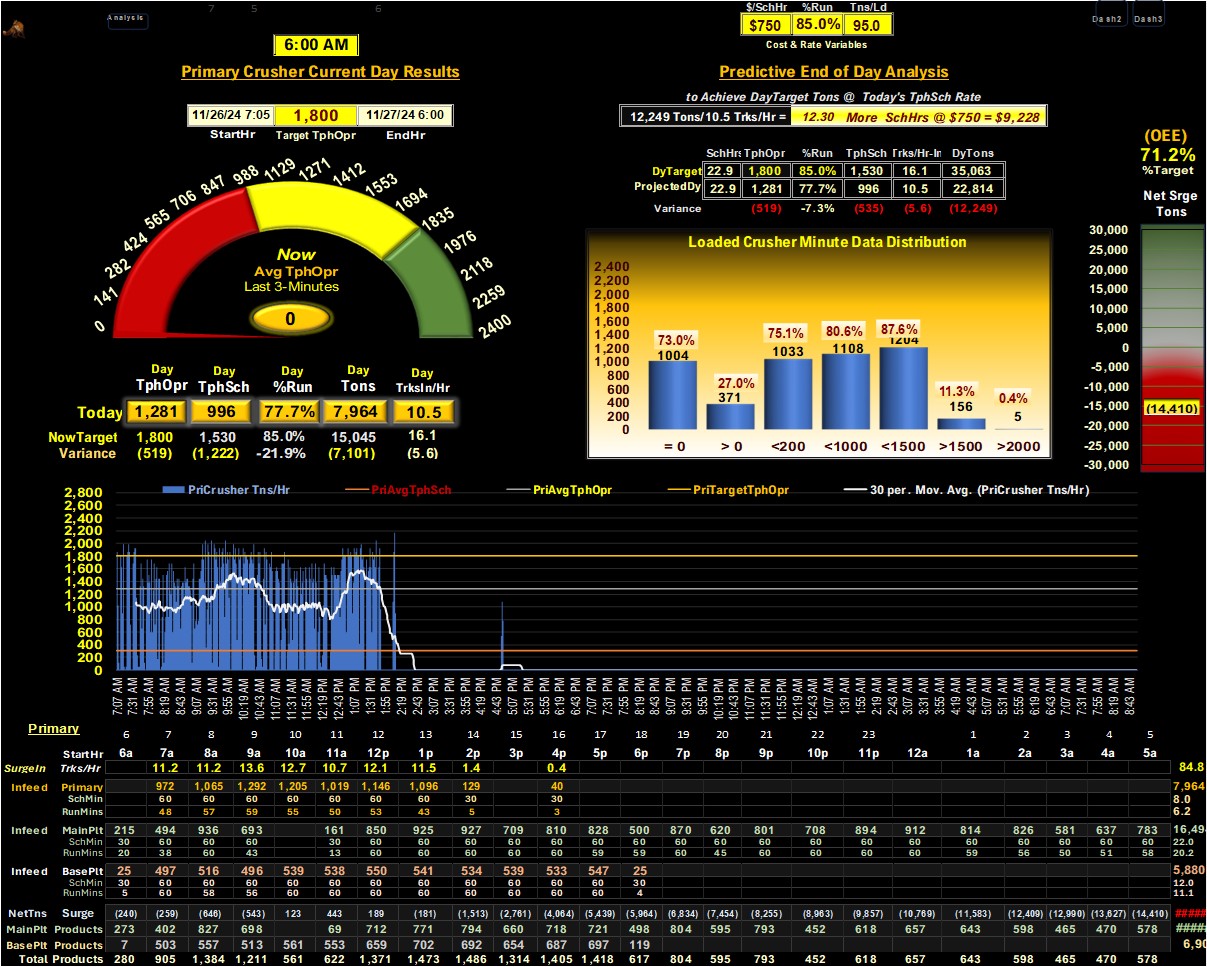 7 5 6
Analysis
$/SchHr %Run Tns/Ld
$750 85.0% 95.0
Cost & Rate Variables
Dash2 Dash3
6:00 AM
Primary Crusher Current Day Results
11/26/24 7:05 1,800 11/27/24 6:00
StartHr Target TphOpr EndHr
0 141 282 424 565 706 847 988 1129 1271 1412 1553 1694 1835 1976 2118 2259 2400
Now
Avg TphOpr
Last 3-Minutes
0
Day Day Day Day Day
TphOpr TphSch %Run Tons TrksIn/Hr
Today 1,281 996 77.7% 7,964 10.5
NowTarget 1,800 1,530 85.0% 15,045 16.1
Variance (519) (1,222) -21.9% (7,101) (5.6)
Predictive End of Day Analysis
to Achieve DayTarget Tons @ Today's TphSch Rate
12,249 Tons/10.5 Trks/Hr = 12.30 More SchHrs @ $750 = $9,228
SchHrs TphOpr %Run TphSch Trks/Hr-In DyTons
DyTarget 22.9 1,800 85.0% 1,530 16.1 35,063
ProjectedDy 22.9 1,281 77.7% 996 10.5 22,814
Variance (519) -7.3% (535) (5.6) (12,249)
Loaded Crusher Minute Data Distribution
2,400
2,200
2,000
1,800
1,600
1,400
1,200
1,000
800
600
400
200
0
73.0% 27.0% 75.1% 80.6% 87.6% 11.3% 0.4%
1004 371 1033 1108 1204 156 5
= 0 > 0 <200 <1000 <1500 >1500 >2000
(OEE)
71.2%
%Target
Net Srge
Tons
30,000
25,000
20,000
15,000
10,000
5,000
0
-5,000
-10,000
-15,000
(14,410)
-20,000
-25,000
-30,000
PriCrusher Tns/Hr PriAvgTphSch PriAvgTphOpr PriTargetTphOpr 30 per. Mov. Avg. (PriCrusher Tns/Hr)
2,800
2,600
2,400
2,200
2,000
1,800
1,600
1,400
1,200
1,000
800
600
400
200
0
7:07 AM 7:31 AM 7:55 AM 8:19 AM 8:43 AM 9:07 AM 9:31 AM 9:55 AM 10:19 AM 10:43 AM 11:07 AM 11:31 AM 11:55 AM 12:19 PM 12:43 PM 1:07 PM 1:31 PM 1:55 PM 2:19 PM 2:43 PM 3:07 PM 3:31 PM 3:55 PM 4:19 PM 4:43 PM 5:07 PM 5:31 PM 5:55 PM 6:19 PM 6:43 PM 7:07 PM 7:31 PM 7:55 PM 8:19 PM 8:43 PM 9:07 PM 9:31 PM 9:55 PM 10:19 PM 10:43 PM 11:07 PM 11:31 PM 11:55 PM 12:19 AM 12:43 AM 1:07 AM 1:31 AM 1:55 AM 2:19 AM 2:43 AM 3:07 AM 3:31 AM 3:55 AM 4:19 AM 4:43 AM 5:07 AM 5:31 AM 5:55 AM 6:19 AM 6:43 AM 7:07 AM 7:31 AM 7:55 AM 8:19 AM 8:43 AM
Primary 6 7 8 9 10 11 12 13 14 15 16 17 18 19 20 21 22 23 1 2 3 4 5
StartHr 6a 7a 8a 9a 10a 11a 12p 1p 2p 3p 4p 5p 6p 7p 8p 9p 10p 11p 12a 1a 2a 3a 4a 5a
SurgeIn Trks/Hr 11.2 11.2 13.6 12.7 10.7 12.1 11.5 1.4 0.4 84.8
Infeed Primary 972 1,065 1,292 1,205 1,019 1,146 1,096 129 40 7,964
SchMin 60 60 60 60 60 60 60 30 30 8.0
RunMins 48 57 59 55 50 53 43 5 3 6.2
Infeed MainPlt 215 494 936 693 161 850 925 927 709 810 828 500 870 620 801 708 894 912 814 826 581 637 783 16,494
SchMin 30 60 60 60 30 60 60 60 60 60 60 60 60 60 60 60 60 60 60 60 60 60 60 22.0
RunMins 20 38 60 43 13 60 60 60 60 60 59 59 60 45 60 60 60 60 59 56 50 51 58 20.2
Infeed BasePlt 25 497 516 496 539 538 550 541 534 539 533 547 25 5,880
SchMin 30 60 60 60 60 60 60 60 60 60 60 60 30 12.0
RunMins 5 60 58 56 60 60 60 60 60 60 60 60 4 11.1
NetTns Surge (240) (259) (646) (543) 123 443 189 (181) (1,513) (2,761) (4,064) (5,439) (5,964) (6,834) (7,454) (8,255) (8,963) (9,857) (10,769) (11,583) (12,409) (12,990) (13,627) (14,410) #####
MainPlt Products 273 402 827 698 69 712 771 794 660 718 721 498 804 595 793 452 618 657 643 598 465 470 578 #####
BasePlt Products 7 503 557 513 561 553 659 702 692 654 687 697 119 6,90
Total Products 280 905 1,384 1,211 561 622 1,371 1,473 1,486 1,314 1,405 1,418 617 804 595 793 452 618 657 643 598 465 470 578